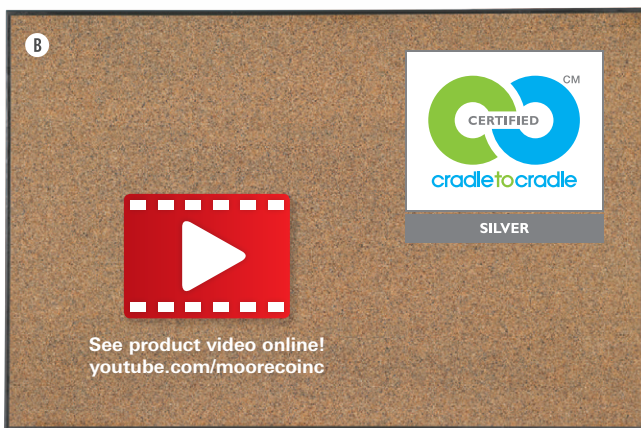 B
CM
CERTIFIED
cradletocradle
SILVER
See product video online!
youtube.com/moorecoinc